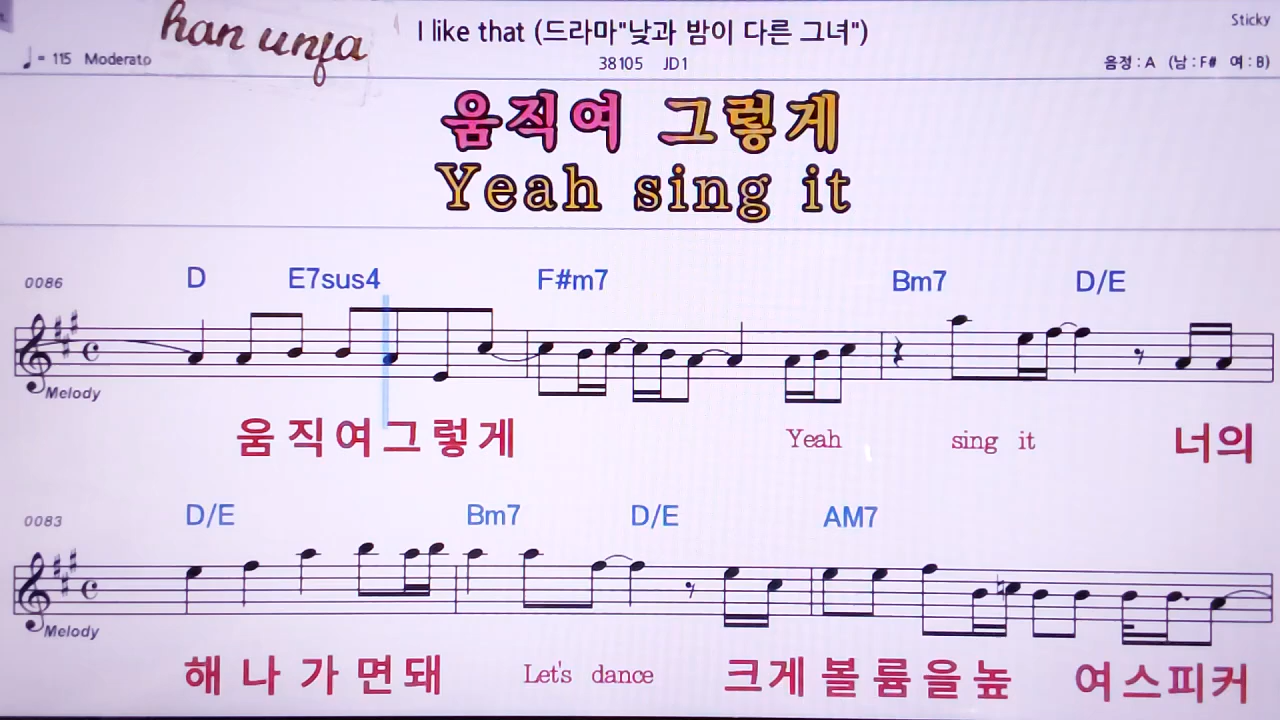 han unfa
I like that (드라마"낮과 밤이 다른 그녀")
Sticky
♩ = 115 Moderato
38105 JD1
음정 : A (남 : F# 여 : B)
움직여 그렇게
Yeah sing it
0086
D E7sus4 F#m7 Bm7 D/E
Melody
움 직 여 그 렇 게 Yeah sing it 너의
0083
D/E Bm7 D/E AM7
Melody
해 나 가 면 돼 Let's dance 크게 볼 륨 을 높 여 스 피 커